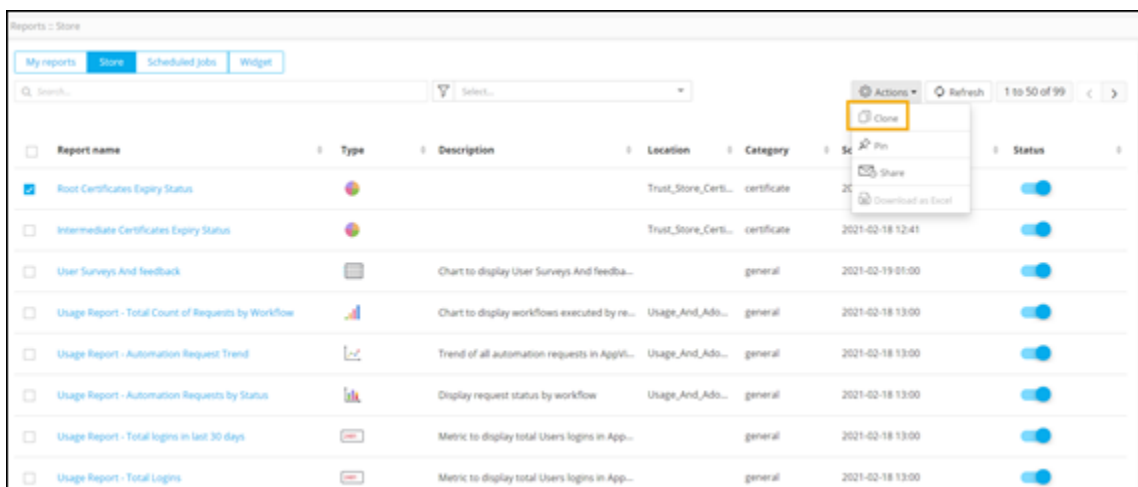 Reports :: Store
My reports Store Scheduled Jobs Widget
Search... Select... Actions Refresh 1 to 50 of 99
Clone
Report name Type Description Location Category Status
Pin
Share
Root Certificates Expiry Status Trust_Store_Certi... certificate
Download as Excel
Intermediate Certificates Expiry Status Trust_Store_Certi... certificate 2021-02-18 12:41
User Surveys And feedback Chart to display User Surveys And feedba... general 2021-02-19 01:00
Usage Report - Total Count of Requests by Workflow Chart to display workflows executed by re... Usage_And_Ado... general 2021-02-18 13:00
Usage Report - Automation Request Trend Trend of all automation requests in AppVi... Usage_And_Ado... general 2021-02-18 13:00
Usage Report - Automation Requests by Status Display request status by workflow Usage_And_Ado... general 2021-02-18 13:00
Usage Report - Total logins in last 30 days Metric to display total Users logins in App... general 2021-02-18 13:00
Usage Report - Total Logins Metric to display total Users logins in App... general 2021-02-18 13:00